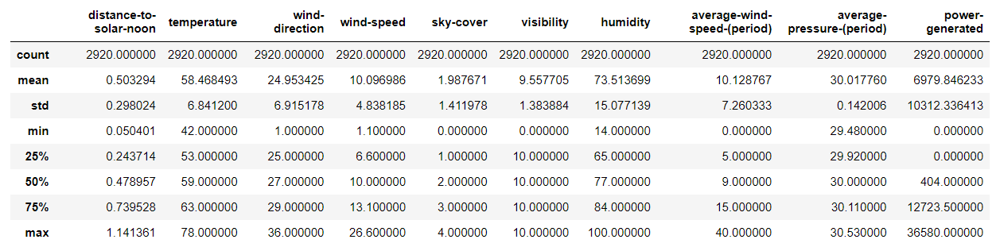 distance-to-solar-noon temperature wind-direction wind-speed sky-cover visibility humidity average-wind-speed-(period) average-pressure-(period) power-generated
count 2920.000000 2920.000000 2920.000000 2920.000000 2920.000000 2920.000000 2920.000000 2920.000000 2920.000000 2920.000000
mean 0.503294 58.468493 24.953425 10.096986 1.987671 9.557705 73.513699 10.128767 30.017760 6979.846233
std 0.298024 6.841200 6.915178 4.838185 1.411978 1.383884 15.077139 7.260333 0.142006 10312.336413
min 0.050401 42.000000 1.000000 1.100000 0.000000 0.000000 14.000000 0.000000 29.480000 0.000000
25% 0.243714 53.000000 25.000000 6.600000 1.000000 10.000000 65.000000 5.000000 29.920000 0.000000
50% 0.478957 59.000000 27.000000 10.000000 2.000000 10.000000 77.000000 9.000000 30.000000 404.000000
75% 0.739528 63.000000 29.000000 13.100000 3.000000 10.000000 84.000000 15.000000 30.110000 12723.500000
max 1.141361 78.000000 36.000000 26.600000 4.000000 10.000000 100.000000 40.000000 30.530000 36580.000000